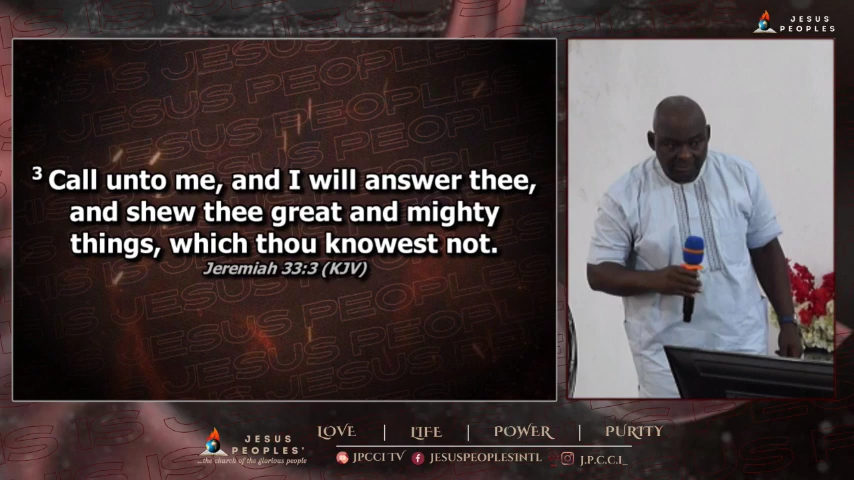 JESUS
PEOPLES
3 Call unto me, and I will answer thee,
and shew thee great and mighty
things, which thou knowest not.
Jeremiah 33:3 (KJV)
JESUS
PEOPLES'
...the church of the glorious people
LOVE | LIFE | POWER | PURITY
JPCCI TV JESUSPEOPLESINTL J.P.C.C.I_